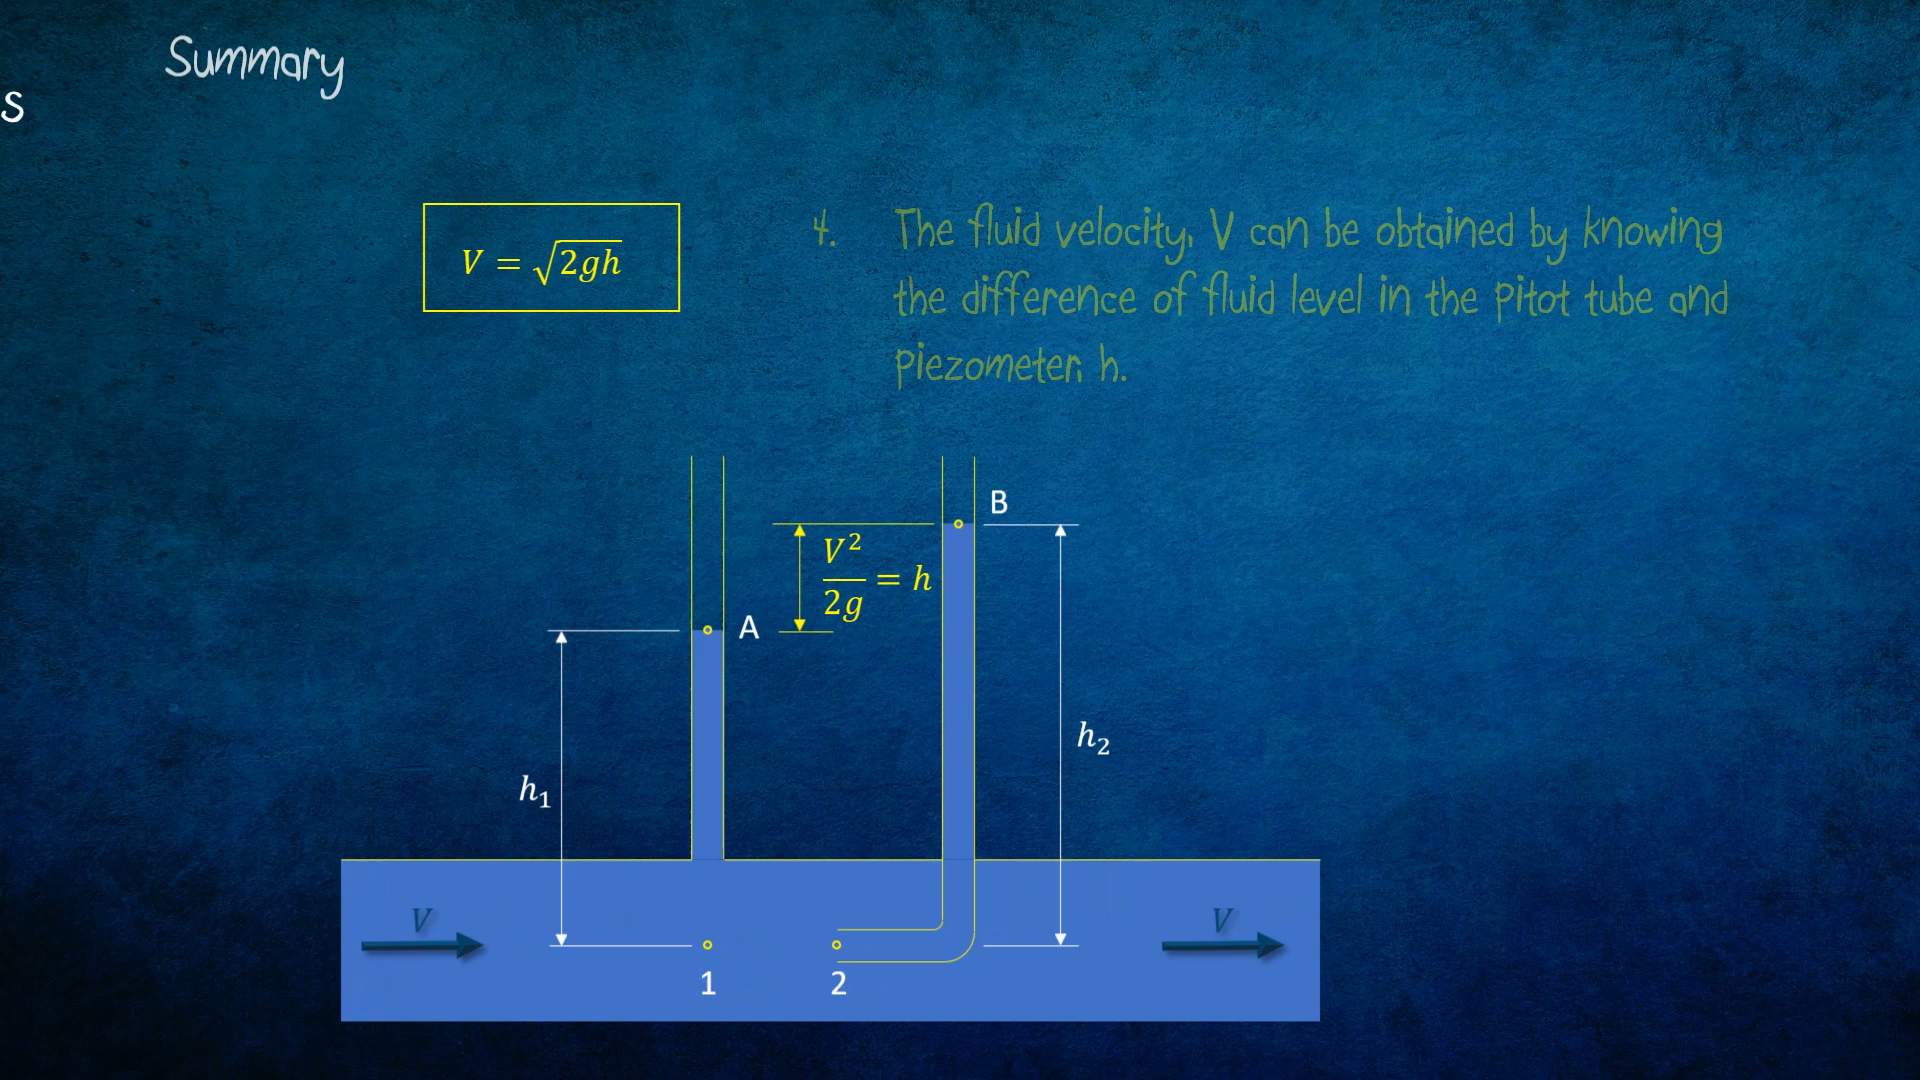 Summary
s
V = √2gh
4. The fluid velocity, V can be obtained by knowing
the difference of fluid level in the pitot tube and
piezometer, h.
B
V²/2g = h
A
h₂
h₁
V
V
1
2